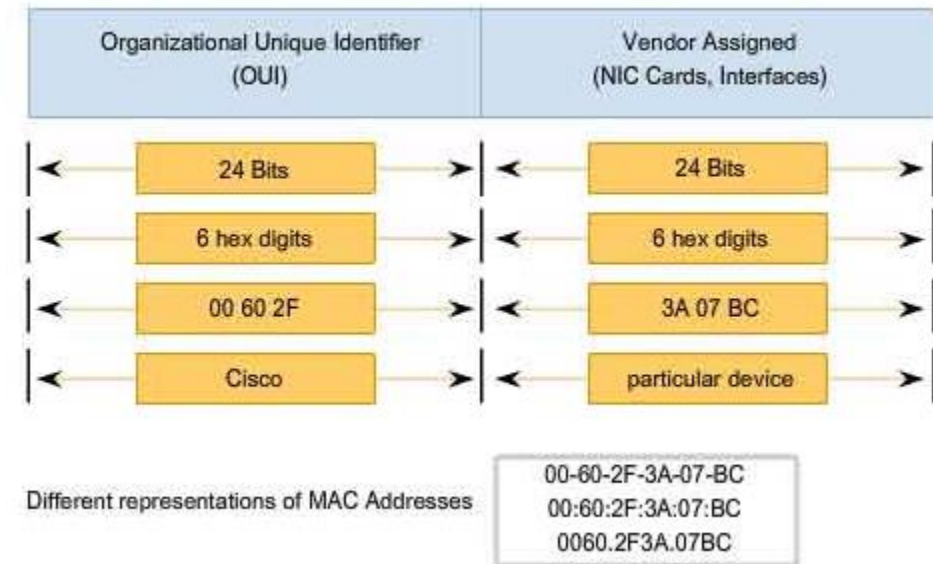 Organizational Unique Identifier
(OUI)
Vendor Assigned
(NIC Cards, Interfaces)
24 Bits
24 Bits
6 hex digits
6 hex digits
00 60 2F
3A 07 BC
Cisco
particular device
Different representations of MAC Addresses
00-60-2F-3A-07-BC
00:60:2F:3A:07:BC
0060.2F3A.07BC